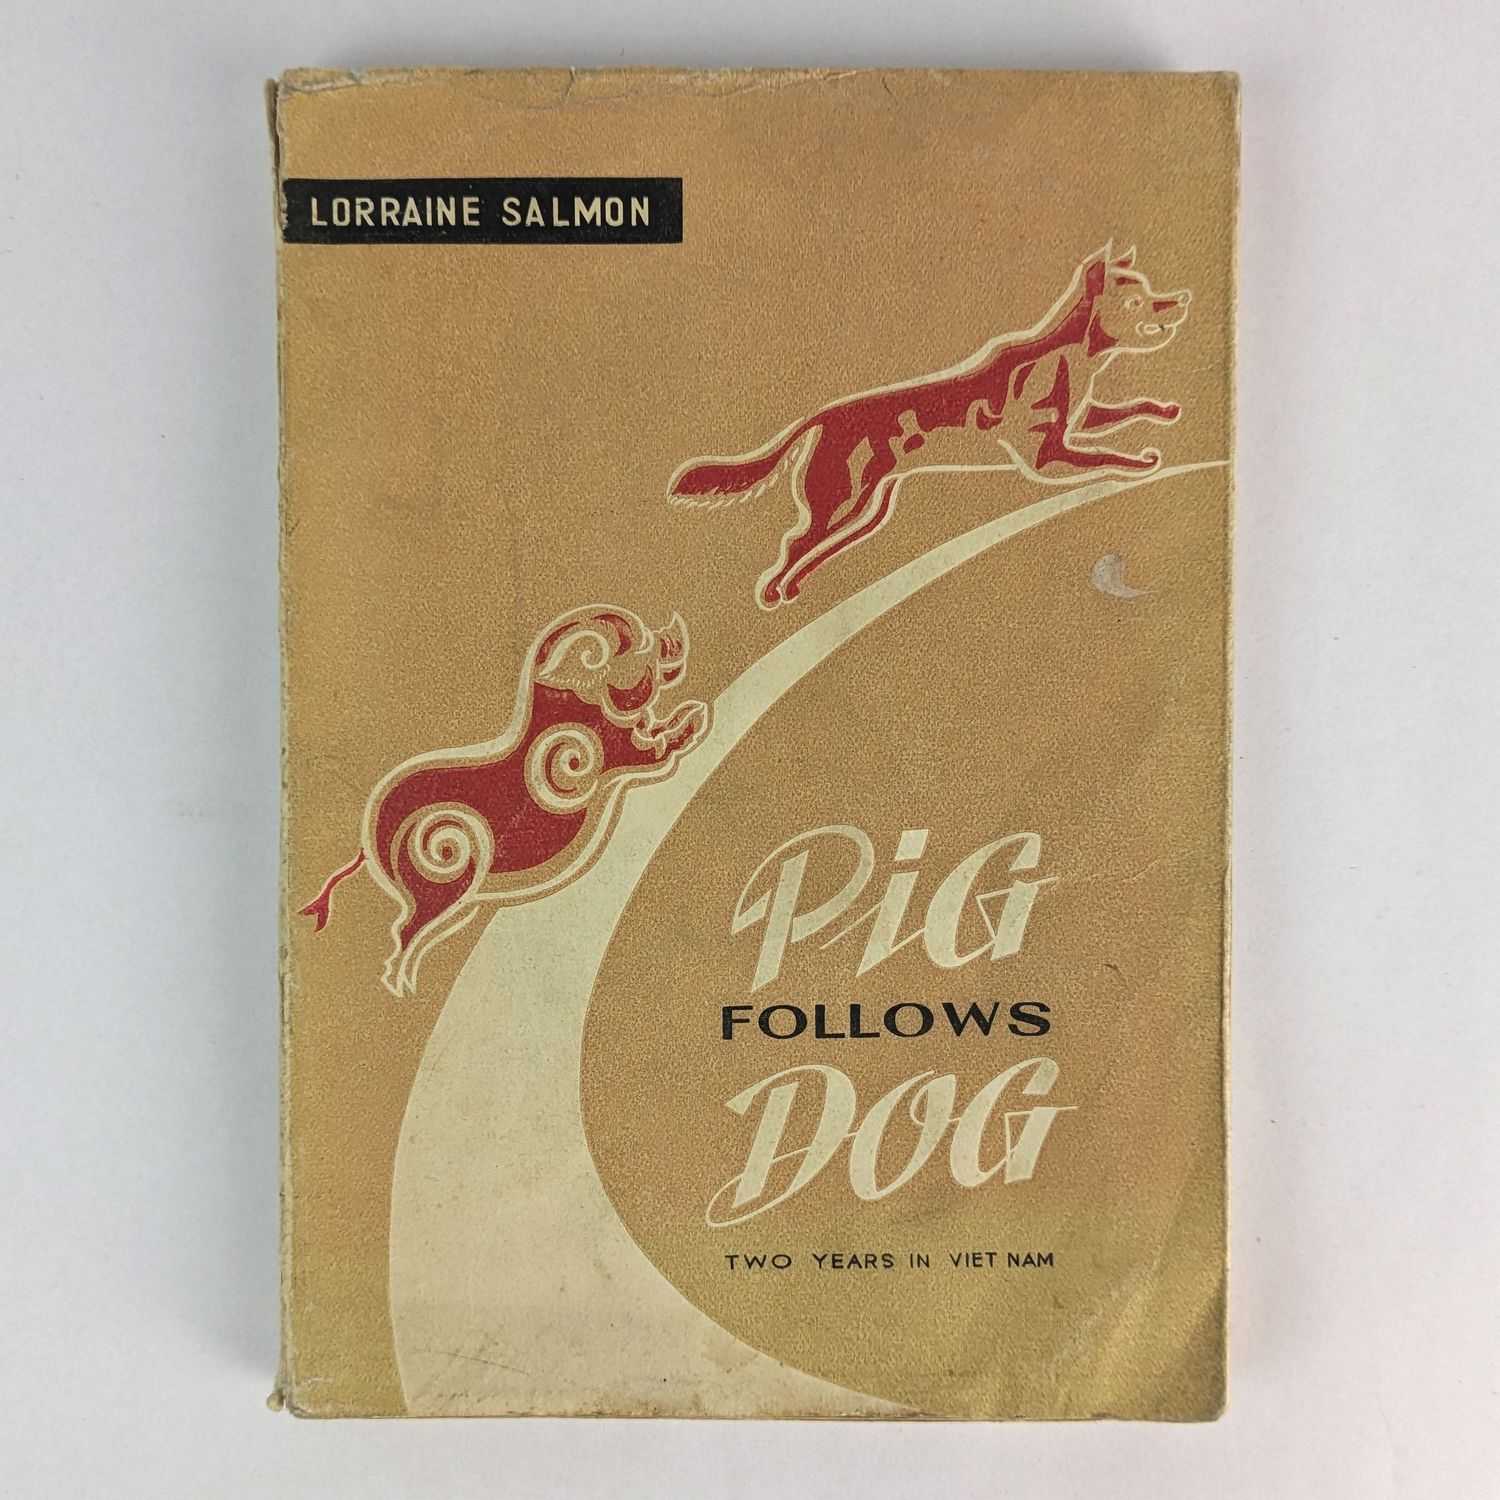 LORRAINE SALMON
PiG
FOLLOWS
DOG
TWO YEARS IN VIET NAM